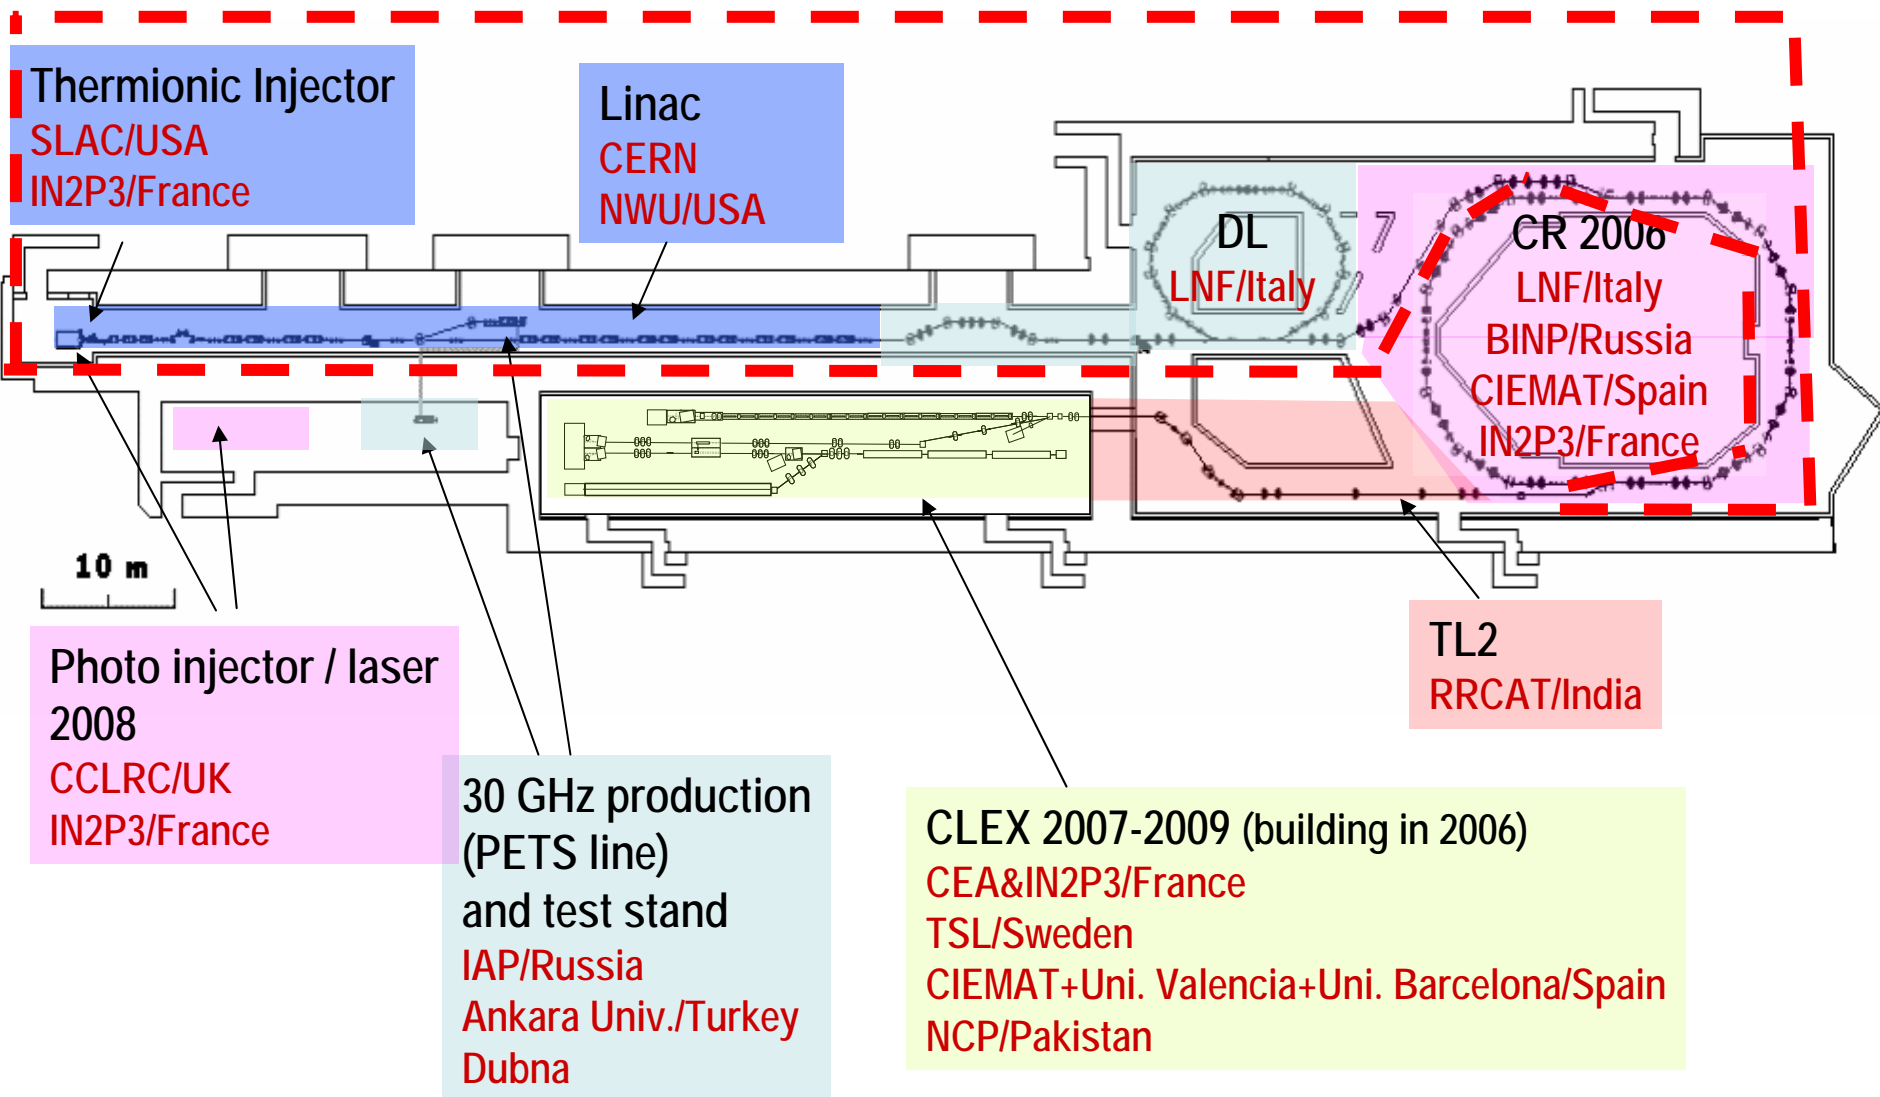 Thermionic Injector
SLAC/USA
IN2P3/France
Linac
CERN
NWU/USA
DL
LNF/Italy
7
CR 2006
LNF/Italy
BINP/Russia
CIEMAT/Spain
IN2P3/France
10 m
Photo injector / laser
2008
CCLRC/UK
IN2P3/France
30 GHz production
(PETS line)
and test stand
IAP/Russia
Ankara Univ./Turkey
Dubna
TL2
RRCAT/India
CLEX 2007-2009 (building in 2006)
CEA&IN2P3/France
TSL/Sweden
CIEMAT+Uni. Valencia+Uni. Barcelona/Spain
NCP/Pakistan